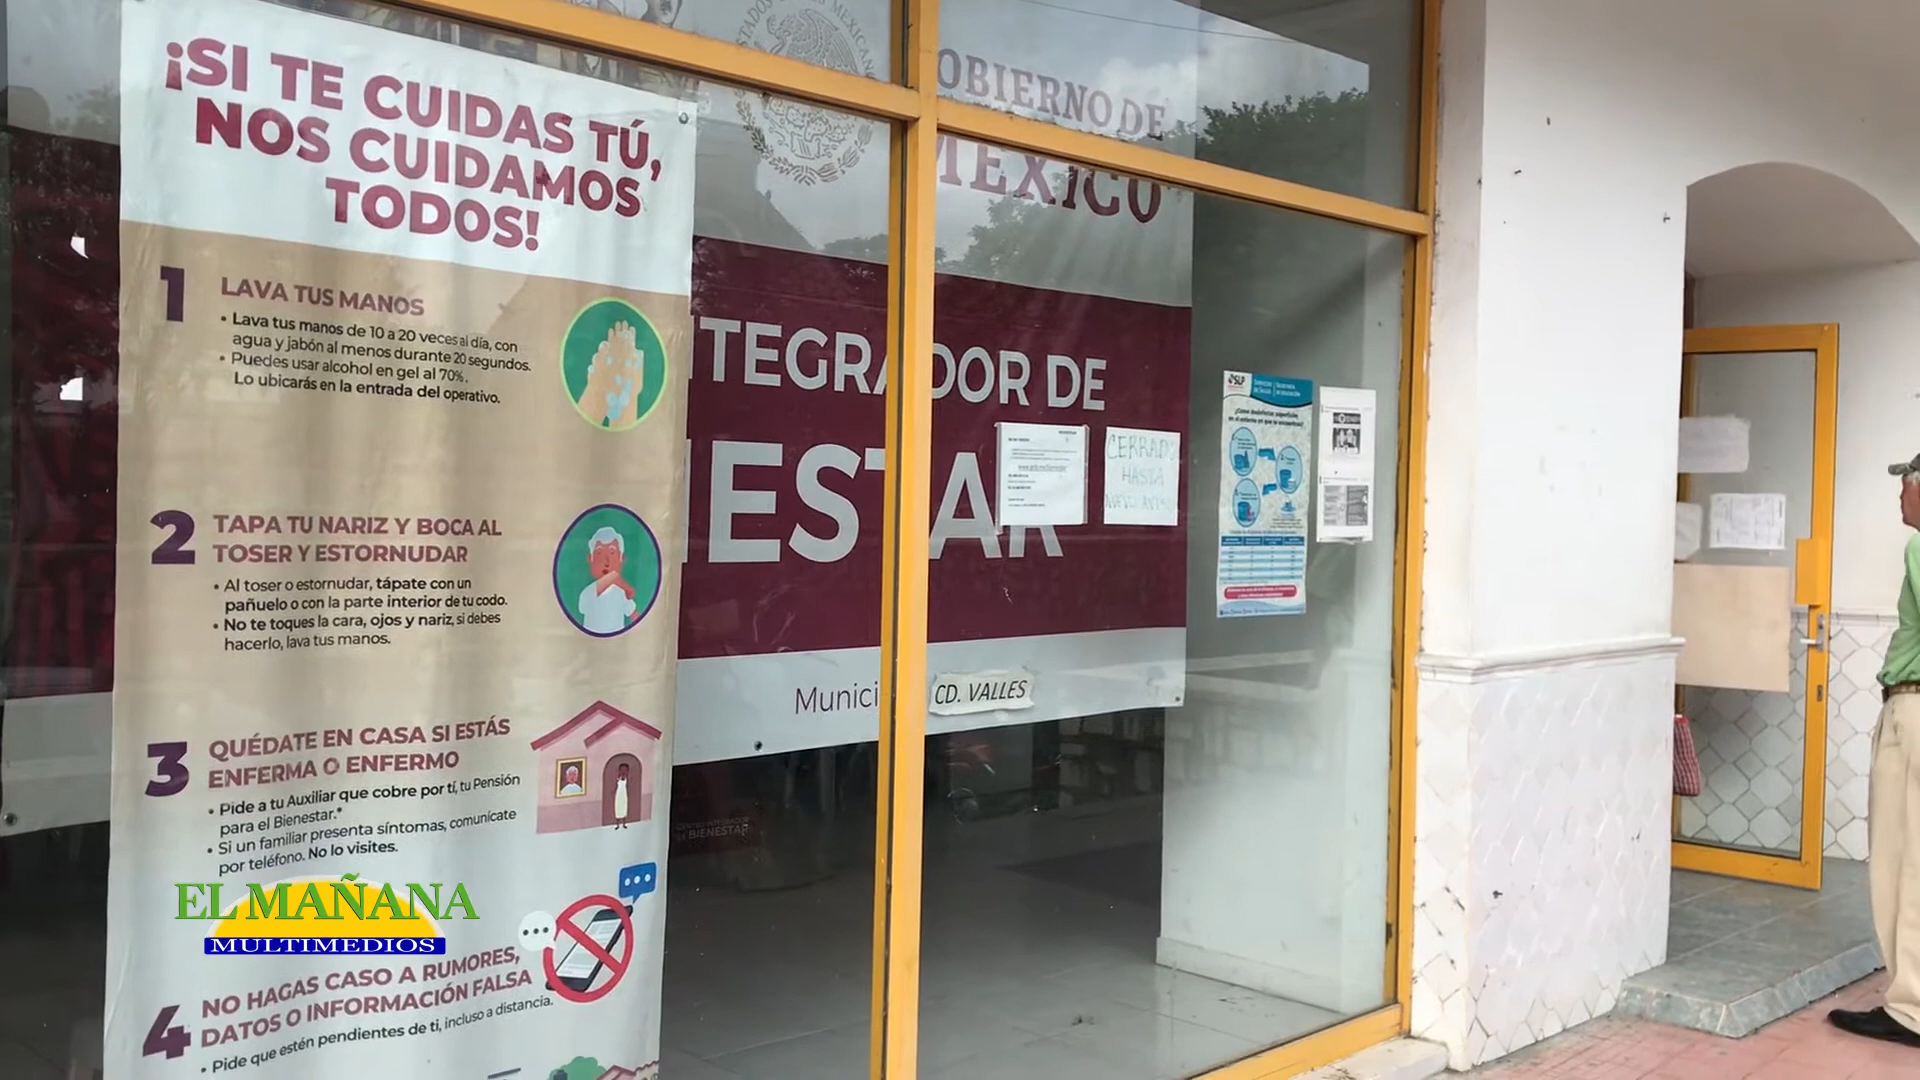 ¡SI TE CUIDAS TÚ,
NOS CUIDAMOS
TODOS!
1
LAVA TUS MANOS
• Lava tus manos de 10 a 20 veces al día, con
agua y jabón al menos durante 20 segundos.
• Puedes usar alcohol en gel al 70%.
Lo ubicarás en la entrada del operativo.
2
TAPA TU NARIZ Y BOCA AL
TOSER Y ESTORNUDAR
• Al toser o estornudar, tápate con un
pañuelo o con la parte interior de tu codo.
• No te toques la cara, ojos y nariz, si debes
hacerlo, lava tus manos.
3
QUÉDATE EN CASA SI ESTÁS
ENFERMA O ENFERMO
• Pide a tu Auxiliar que cobre por tí, tu Pensión
para el Bienestar.*
• Si un familiar presenta síntomas, comunícate
por teléfono. No lo visites.
EL MAÑANA
MULTIMEDIOS
4
NO HAGAS CASO A RUMORES,
DATOS O INFORMACIÓN FALSA
• Pide que estén pendientes de ti, incluso a distancia.
OBIERNO DE
MÉXICO
NTEGRADOR DE
IESTAR
Munici
CD. VALLES
CERRADO
HASTA
CENTRO INTEGRADOR
DE BIENESTAR
SLP